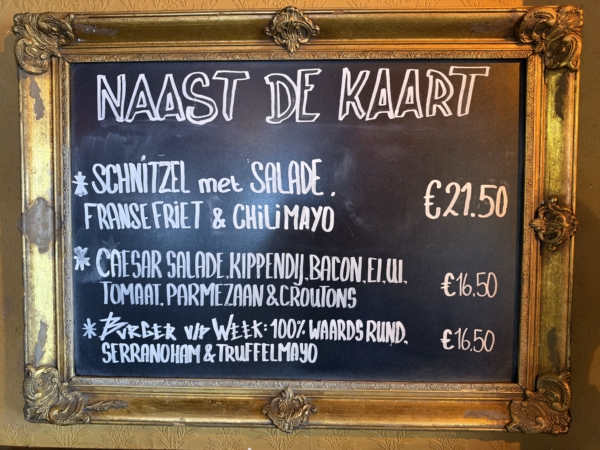 NAAST DE KAART
* SCHNITZEL met SALADE,
FRANSE FRIET & CHILIMAYO €21.50
* CAESAR SALADE, KIPPENDIJ, BACON, EI, UI,
TOMAAT, PARMEZAAN & CROUTONS €16.50
* BURGER V/D WEEK: 100% WAARDS RUND,
SERRANOHAM & TRUFFELMAYO €16.50